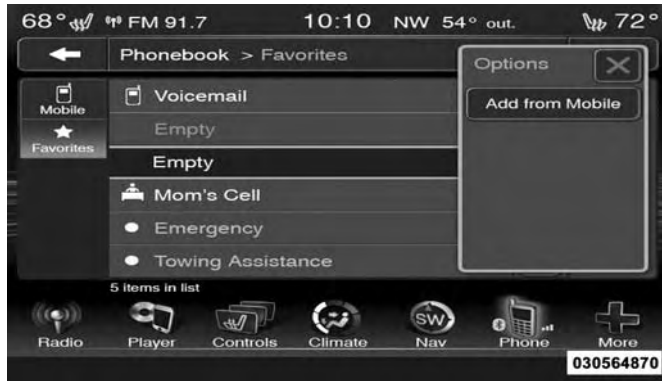 68° FM 91.7 10:10 NW 54° out. 72°
Phonebook > Favorites
Options
Mobile
Voicemail
Add from Mobile
Favorites
Empty
Empty
Mom's Cell
Emergency
Towing Assistance
5 items in list
SW
Radio Player Controls Climate Nav Phone More
030564870